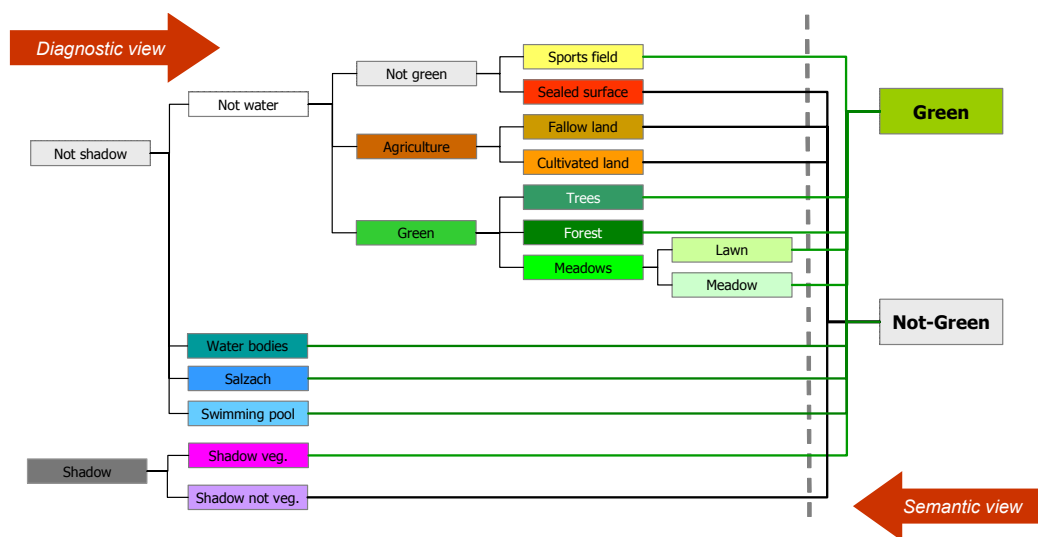 Diagnostic view
Sports field
Not green
Sealed surface
Not water
Green
Fallow land
Not shadow
Agriculture
Cultivated land
Trees
Green
Forest
Lawn
Meadows
Meadow
Not-Green
Water bodies
Salzach
Swimming pool
Shadow veg.
Shadow
Shadow not veg.
Semantic view